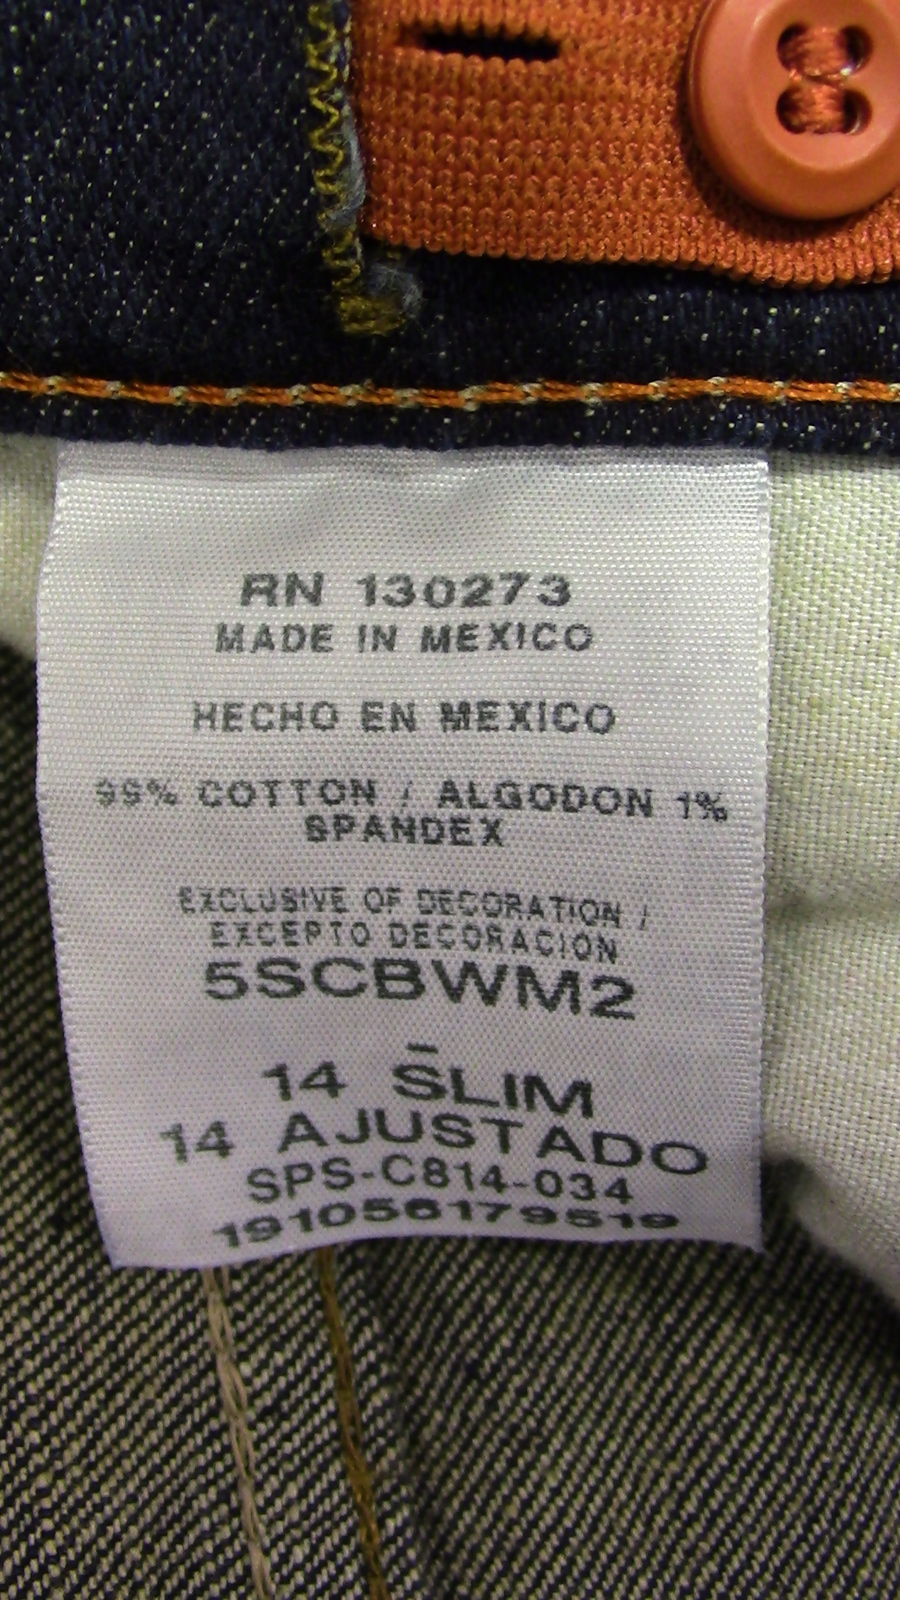 RN 130273
MADE IN MEXICO
HECHO EN MEXICO
99% COTTON / ALGODON 1%
SPANDEX
EXCLUSIVE OF DECORATION /
EXCEPTO DECORACION
5SCBWM2
-
14 SLIM
14 AJUSTADO
SPS-C814-034
191056179519